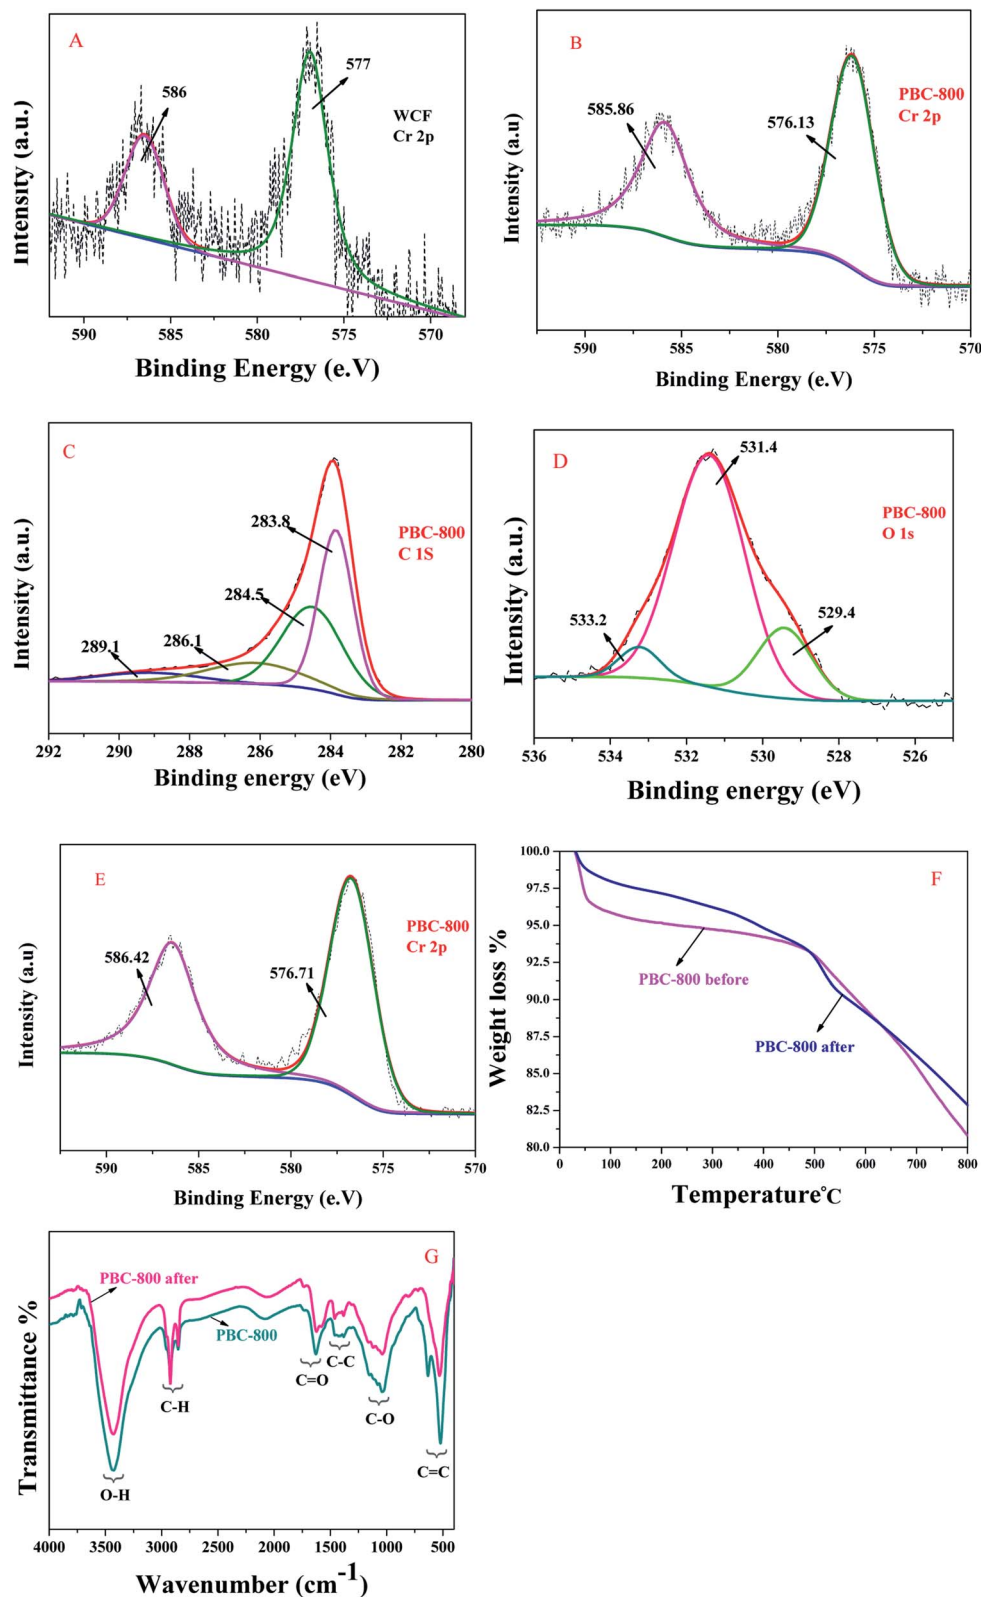 A
586
577
WCF
Cr 2p
Intensity (a.u.)
590 585 580 575 570
Binding Energy (e.V)
B
585.86
576.13
PBC-800
Cr 2p
Intensity (a.u)
590 585 580 575 570
Binding Energy (e.V)
C
283.8
284.5
286.1
289.1
PBC-800
C 1S
Intensity (a.u.)
292 290 288 286 284 282 280
Binding energy (eV)
D
531.4
533.2
529.4
PBC-800
O 1s
Intensity (a.u.)
536 534 532 530 528 526
Binding energy (eV)
E
586.42
576.71
PBC-800
Cr 2p
Intensity (a.u)
590 585 580 575 570
Binding Energy (e.V)
F
100.0
97.5
95.0
92.5
90.0
87.5
85.0
82.5
80.0
Weight loss %
PBC-800 before
PBC-800 after
0 100 200 300 400 500 600 700 800
Temperature°C
G
PBC-800 after
PBC-800
O-H
C-H
C=O
C-C
C-O
C=C
Transmittance %
4000 3500 3000 2500 2000 1500 1000 500
Wavenumber (cm-1)